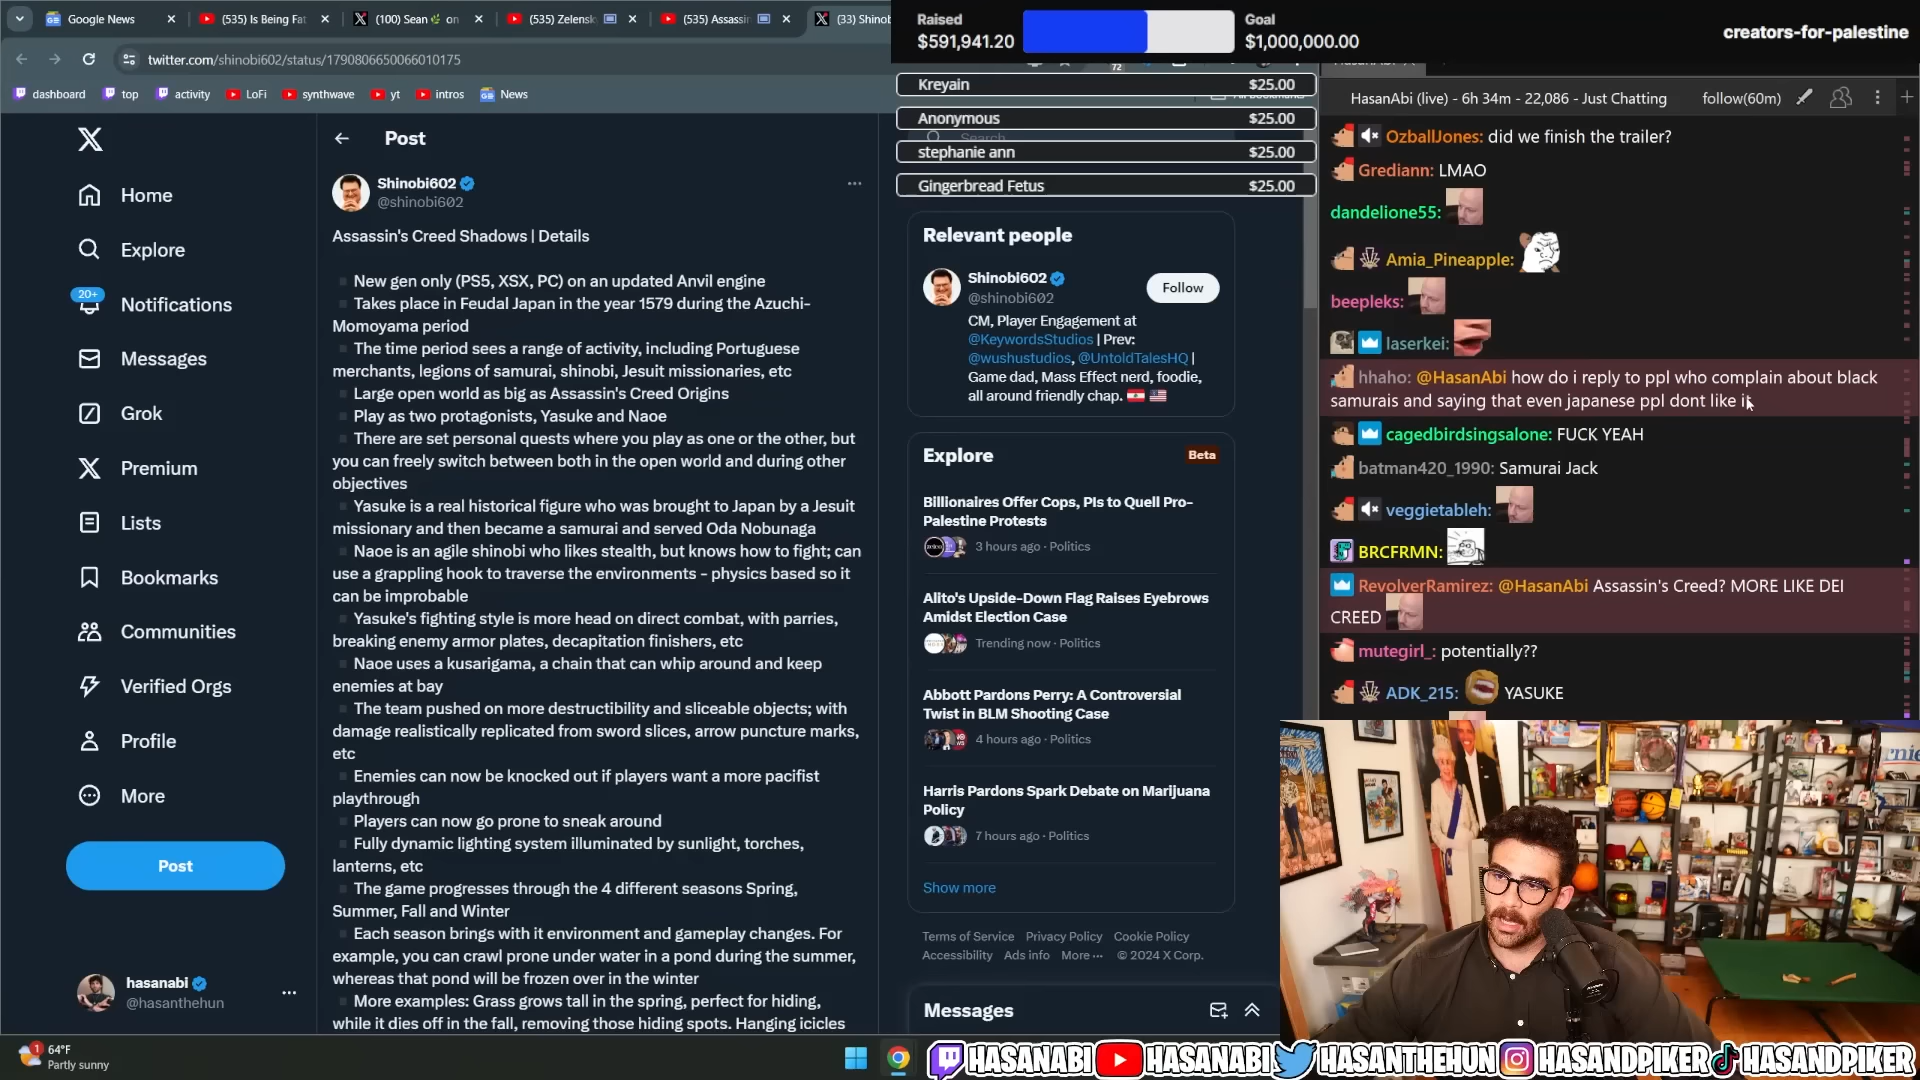 Google News
(535) Is Being Fat
(100) Sean on
(535) Zelensk
(535) Assassin
(33) Shinob
twitter.com/shinobi602/status/1790806650066010175
dashboard
top
activity
LoFi
synthwave
yt
intros
News
72
Raised
$591,941.20
Goal
$1,000,000.00
creators-for-palestine
Kreyain $25.00
Anonymous $25.00
stephanie ann $25.00
Gingerbread Fetus $25.00
Search
Home
Explore
20+
Notifications
Messages
Grok
Premium
Lists
Bookmarks
Communities
Verified Orgs
Profile
More
Post
hasanabi
@hasanthehun
Post
Shinobi602
@shinobi602
Assassin's Creed Shadows | Details
New gen only (PS5, XSX, PC) on an updated Anvil engine
Takes place in Feudal Japan in the year 1579 during the Azuchi-
Momoyama period
The time period sees a range of activity, including Portuguese
merchants, legions of samurai, shinobi, Jesuit missionaries, etc
Large open world as big as Assassin's Creed Origins
Play as two protagonists, Yasuke and Naoe
There are set personal quests where you play as one or the other, but
you can freely switch between both in the open world and during other
objectives
Yasuke is a real historical figure who was brought to Japan by a Jesuit
missionary and then became a samurai and served Oda Nobunaga
Naoe is an agile shinobi who likes stealth, but knows how to fight; can
use a grappling hook to traverse the environments - physics based so it
can be improbable
Yasuke's fighting style is more head on direct combat, with parries,
breaking enemy armor plates, decapitation finishers, etc
Naoe uses a kusarigama, a chain that can whip around and keep
enemies at bay
The team pushed on more destructibility and sliceable objects; with
damage realistically replicated from sword slices, arrow puncture marks,
etc
Enemies can now be knocked out if players want a more pacifist
playthrough
Players can now go prone to sneak around
Fully dynamic lighting system illuminated by sunlight, torches,
lanterns, etc
The game progresses through the 4 different seasons Spring,
Summer, Fall and Winter
Each season brings with it environment and gameplay changes. For
example, you can crawl prone under water in a pond during the summer,
whereas that pond will be frozen over in the winter
More examples: Grass grows tall in the spring, perfect for hiding,
while it dies off in the fall, removing those hiding spots. Hanging icicles
Relevant people
Shinobi602
@shinobi602
Follow
CM, Player Engagement at
@KeywordsStudios | Prev:
@wushustudios, @UntoldTalesHQ |
Game dad, Mass Effect nerd, foodie,
all around friendly chap.
Explore
Beta
Billionaires Offer Cops, PIs to Quell Pro-
Palestine Protests
3 hours ago · Politics
Alito's Upside-Down Flag Raises Eyebrows
Amidst Election Case
Trending now · Politics
Abbott Pardons Perry: A Controversial
Twist in BLM Shooting Case
4 hours ago · Politics
Harris Pardons Spark Debate on Marijuana
Policy
7 hours ago · Politics
Show more
Terms of Service Privacy Policy Cookie Policy
Accessibility Ads info More ··· © 2024 X Corp.
Messages
HasanAbi (live) - 6h 34m - 22,086 - Just Chatting
follow(60m)
OzballJones: did we finish the trailer?
Grediann: LMAO
dandelione55:
Amia_Pineapple:
beepleks:
laserkei:
hhaho: @HasanAbi how do i reply to ppl who complain about black
samurais and saying that even japanese ppl dont like it
cagedbirdsingsalone: FUCK YEAH
batman420_1990: Samurai Jack
veggietableh:
BRCFRMN:
RevolverRamirez: @HasanAbi Assassin's Creed? MORE LIKE DEI
CREED
mutegirl_: potentially??
ADK_215: YASUKE
1
64°F
Partly sunny
HASANABI
HASANABI
HASANTHEHUN
HASANDPIKER
HASANDPIKER